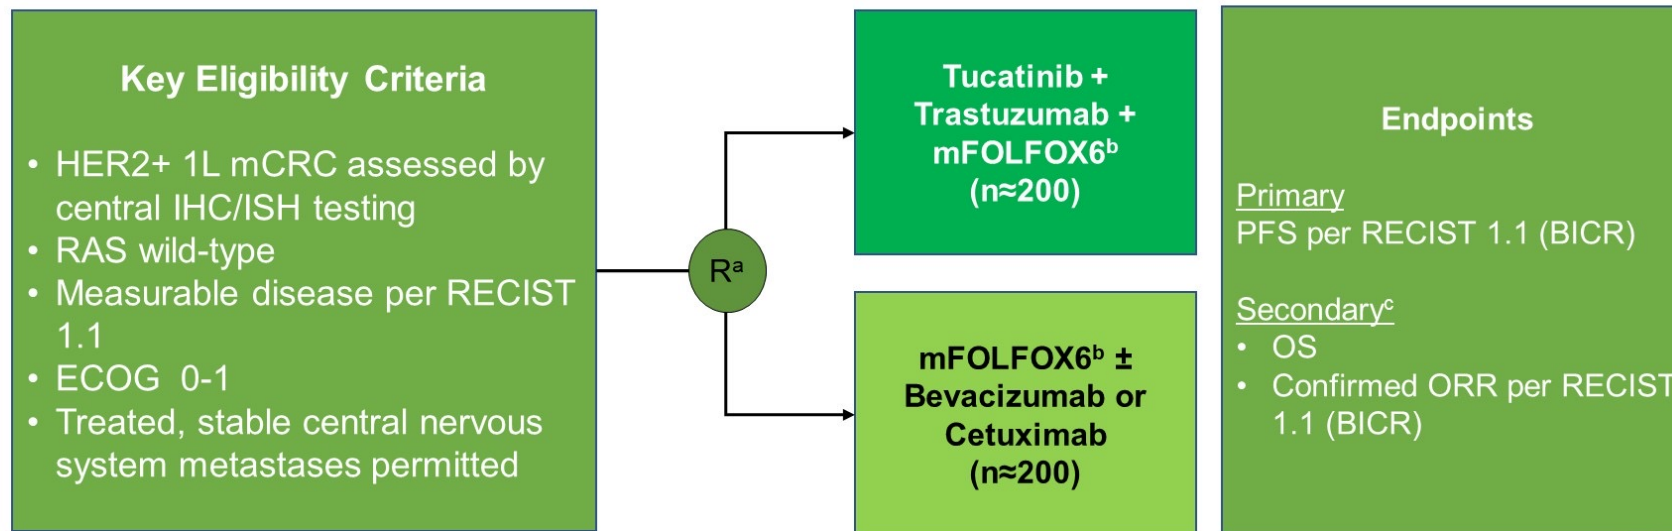 Key Eligibility Criteria
• HER2+ 1L mCRC assessed by
central IHC/ISH testing
• RAS wild-type
• Measurable disease per RECIST
1.1
• ECOG 0-1
• Treated, stable central nervous
system metastases permitted
Rᵃ
Tucatinib +
Trastuzumab +
mFOLFOX6ᵇ
(n≈200)
mFOLFOX6ᵇ ±
Bevacizumab or
Cetuximab
(n≈200)
Endpoints
Primary
PFS per RECIST 1.1 (BICR)
Secondaryᶜ
• OS
• Confirmed ORR per RECIST
1.1 (BICR)